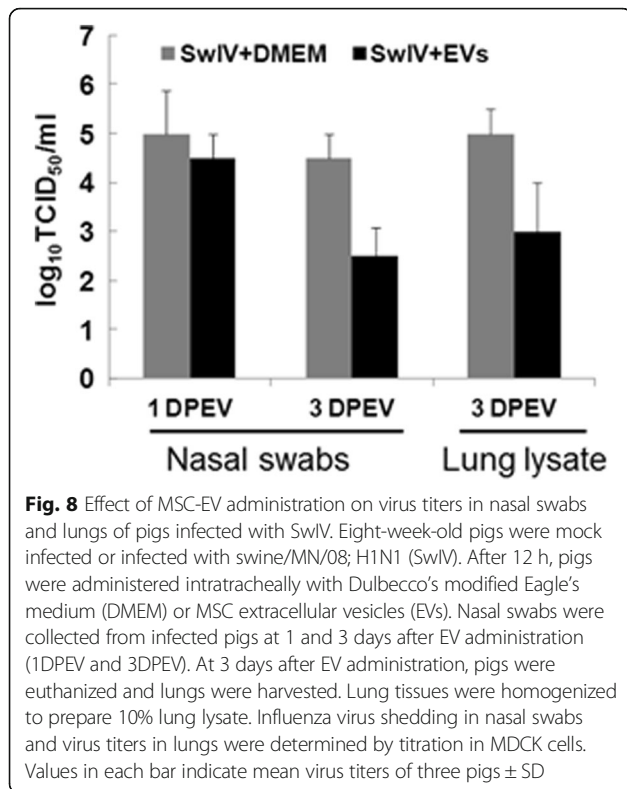 SwIV+DMEM SwIV+EVs
7
6
5
4
3
2
1
0
log10 TCID50/ml
1 DPEV 3 DPEV 3 DPEV
Nasal swabs Lung lysate
Fig. 8 Effect of MSC-EV administration on virus titers in nasal swabs
and lungs of pigs infected with SwIV. Eight-week-old pigs were mock
infected or infected with swine/MN/08; H1N1 (SwIV). After 12 h, pigs
were administered intratracheally with Dulbecco's modified Eagle's
medium (DMEM) or MSC extracellular vesicles (EVs). Nasal swabs were
collected from infected pigs at 1 and 3 days after EV administration
(1DPEV and 3DPEV). At 3 days after EV administration, pigs were
euthanized and lungs were harvested. Lung tissues were homogenized
to prepare 10% lung lysate. Influenza virus shedding in nasal swabs
and virus titers in lungs were determined by titration in MDCK cells.
Values in each bar indicate mean virus titers of three pigs ± SD